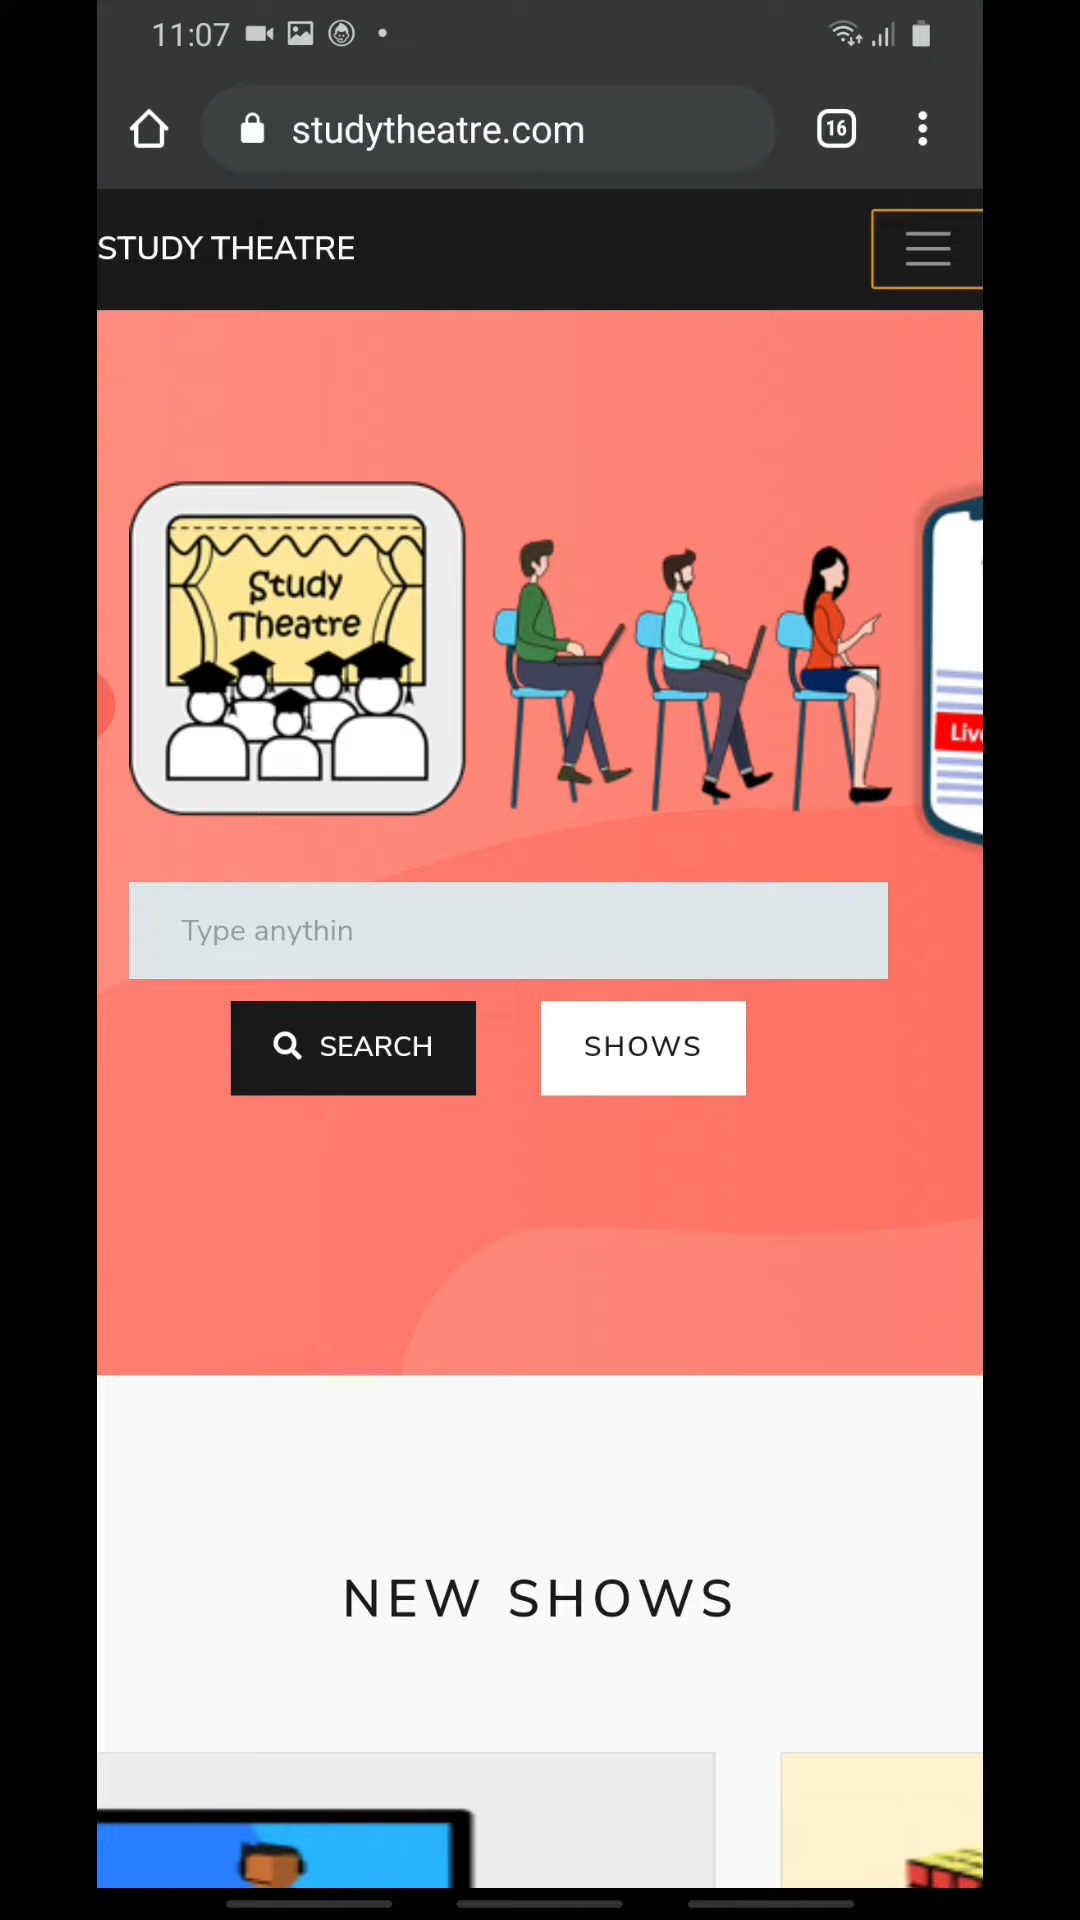 11:07
studytheatre.com
16
STUDY THEATRE
Study
Theatre
Type anythin
SEARCH
SHOWS
NEW SHOWS